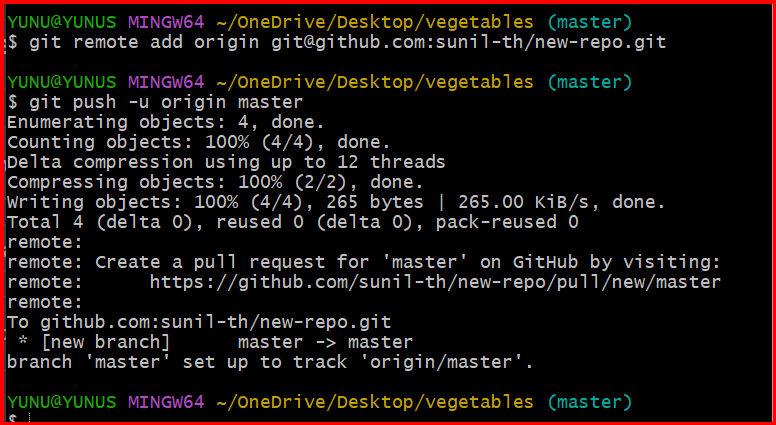 YUNU@YUNUS MINGW64 ~/OneDrive/Desktop/vegetables (master)
$ git remote add origin git@github.com:sunil-th/new-repo.git
YUNU@YUNUS MINGW64 ~/OneDrive/Desktop/vegetables (master)
$ git push -u origin master
Enumerating objects: 4, done.
Counting objects: 100% (4/4), done.
Delta compression using up to 12 threads
Compressing objects: 100% (2/2), done.
Writing objects: 100% (4/4), 265 bytes | 265.00 KiB/s, done.
Total 4 (delta 0), reused 0 (delta 0), pack-reused 0
remote:
remote: Create a pull request for 'master' on GitHub by visiting:
remote:      https://github.com/sunil-th/new-repo/pull/new/master
remote:
To github.com:sunil-th/new-repo.git
 * [new branch]      master -> master
branch 'master' set up to track 'origin/master'.
YUNU@YUNUS MINGW64 ~/OneDrive/Desktop/vegetables (master)
$